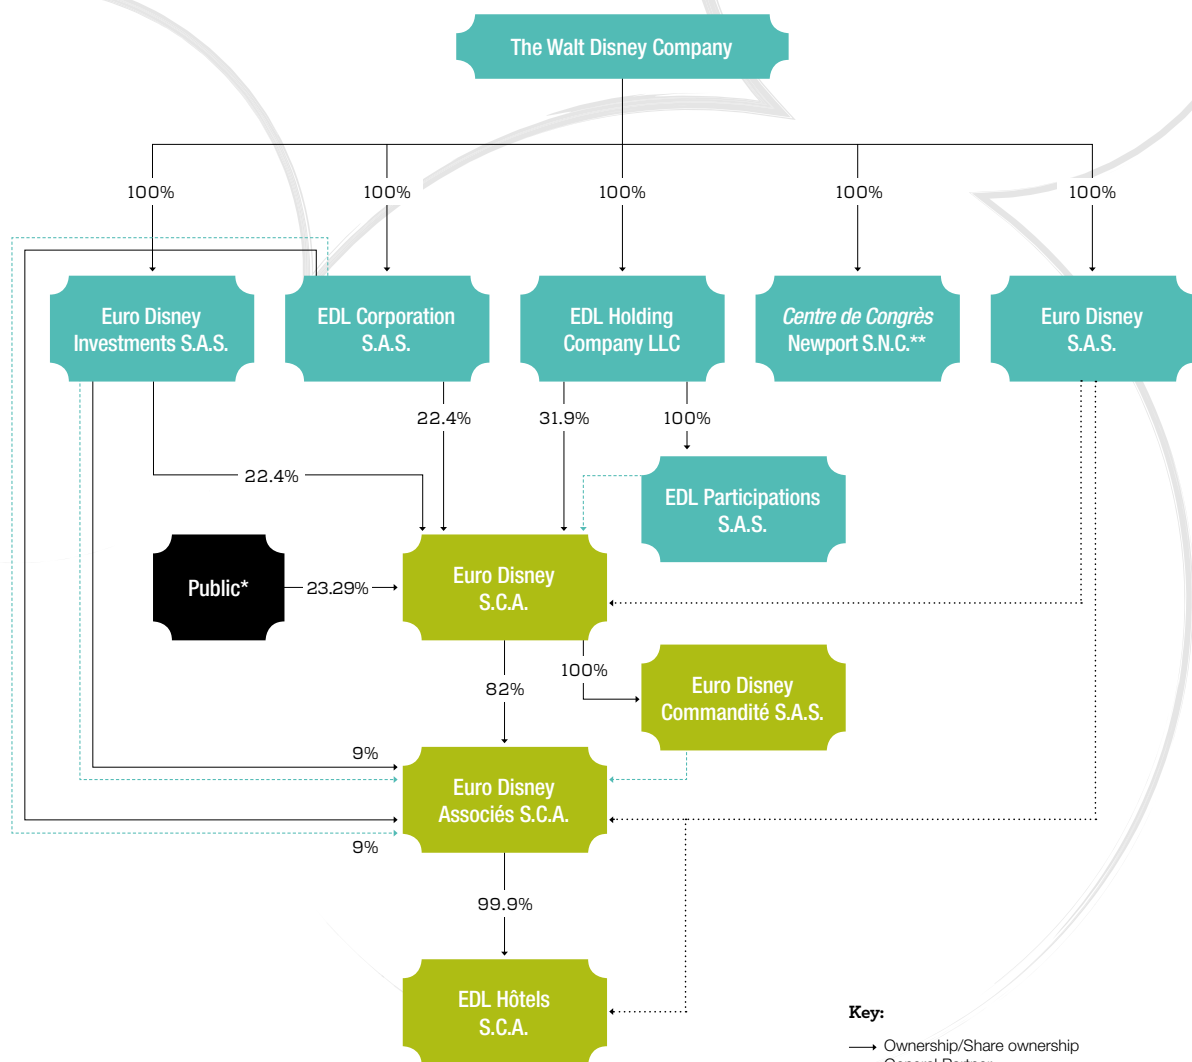 The Walt Disney Company
100%
100%
100%
100%
100%
Euro Disney
Investments S.A.S.
EDL Corporation
S.A.S.
EDL Holding
Company LLC
Centre de Congrès
Newport S.N.C.**
Euro Disney
S.A.S.
22.4%
31.9%
100%
22.4%
EDL Participations
S.A.S.
Public*
23.29%
Euro Disney
S.C.A.
82%
100%
Euro Disney
Commandité S.A.S.
9%
Euro Disney
Associés S.C.A.
9%
99.9%
EDL Hôtels
S.C.A.
Key:
Ownership/Share ownership
General Partner